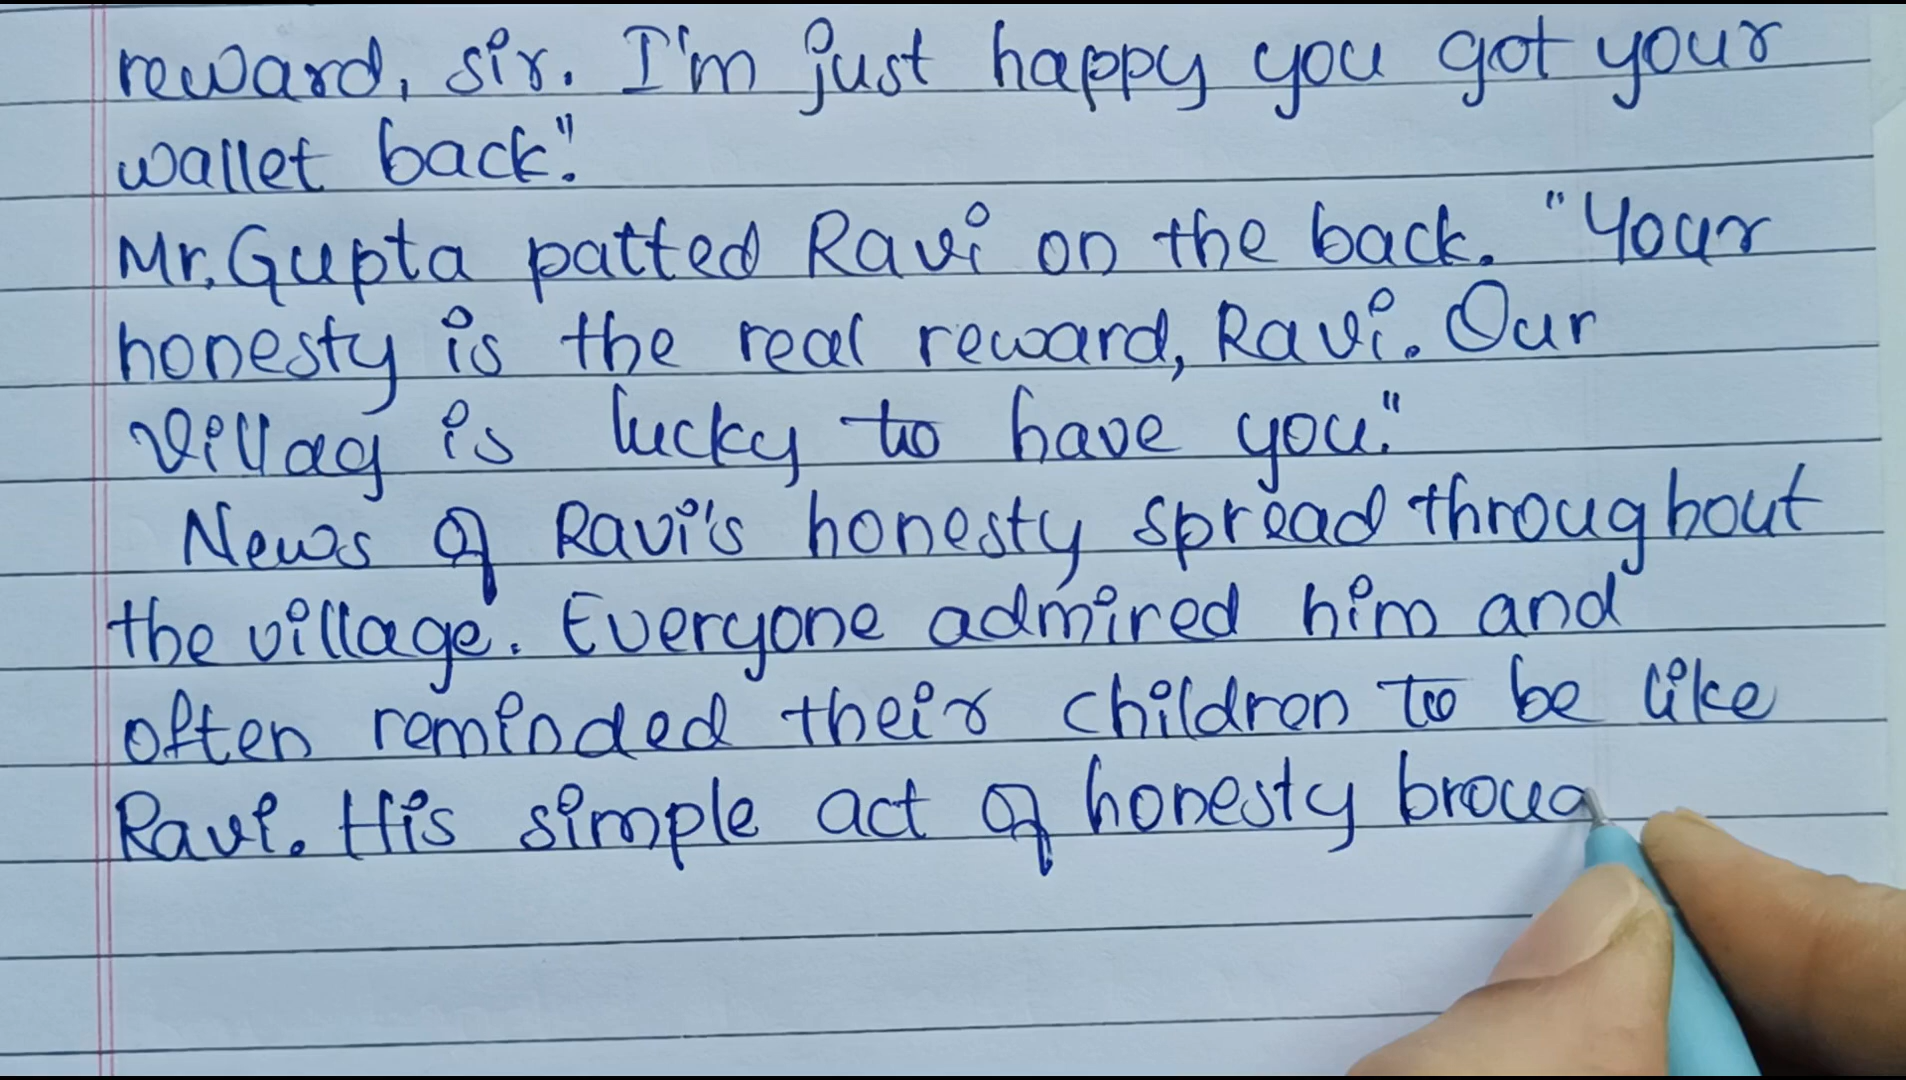 reward, sir. I'm just happy you got your
wallet back."
Mr. Gupta patted Ravi on the back. "Your
honesty is the real reward, Ravi. Our
villag is lucky to have you."
News of Ravi's honesty spread throughout
the village. Everyone admired him and
often reminded their children to be like
Ravi. His simple act of honesty broug